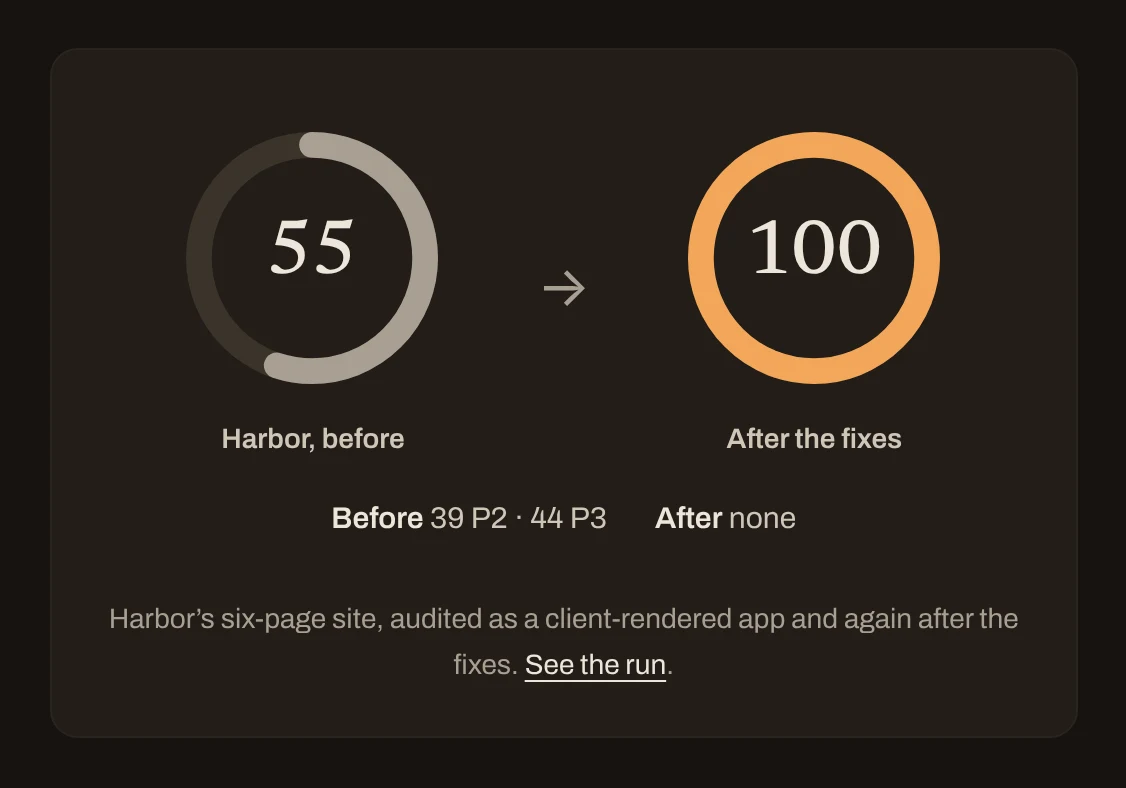 55
→
100
Harbor, before
After the fixes
Before 39 P2 · 44 P3
After none
Harbor’s six-page site, audited as a client-rendered app and again after the
fixes. See the run.